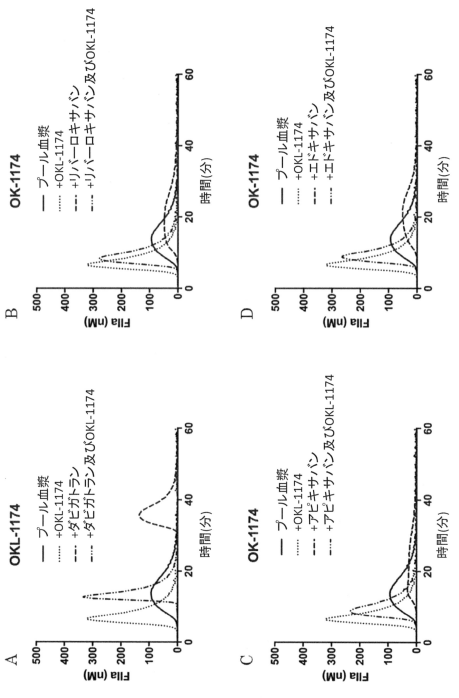 A
OKL-1174
プール血漿
+OKL-1174
+ダビガトラン
+ダビガトラン及びOKL-1174
FIIa (nM)
500
400
300
200
100
0
0
20
40
60
時間(分)
B
OK-1174
プール血漿
+OKL-1174
+リバーロキサバン
+リバーロキサバン及びOKL-1174
FIIa (nM)
500
400
300
200
100
0
0
20
40
60
時間(分)
C
OK-1174
プール血漿
+OKL-1174
+アピキサバン
+アピキサバン及びOKL-1174
FIIa (nM)
500
400
300
200
100
0
0
20
40
60
時間(分)
D
OK-1174
プール血漿
+OKL-1174
+エドキサバン
+エドキサバン及びOKL-1174
FIIa (nM)
500
400
300
200
100
0
0
20
40
60
時間(分)